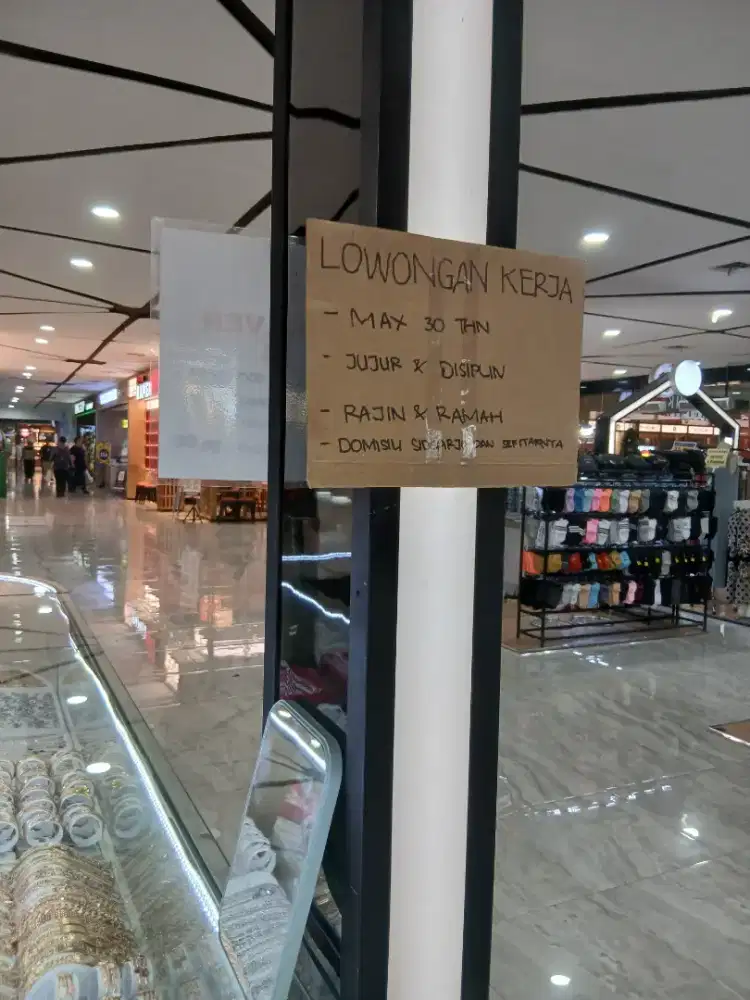 LOWONGAN KERJA
- MAX 30 THN
- JUJUR & DISIPLIN
- RAJIN & RAMAH
- DOMISILI SIDOARJO DAN SEKITARNYA